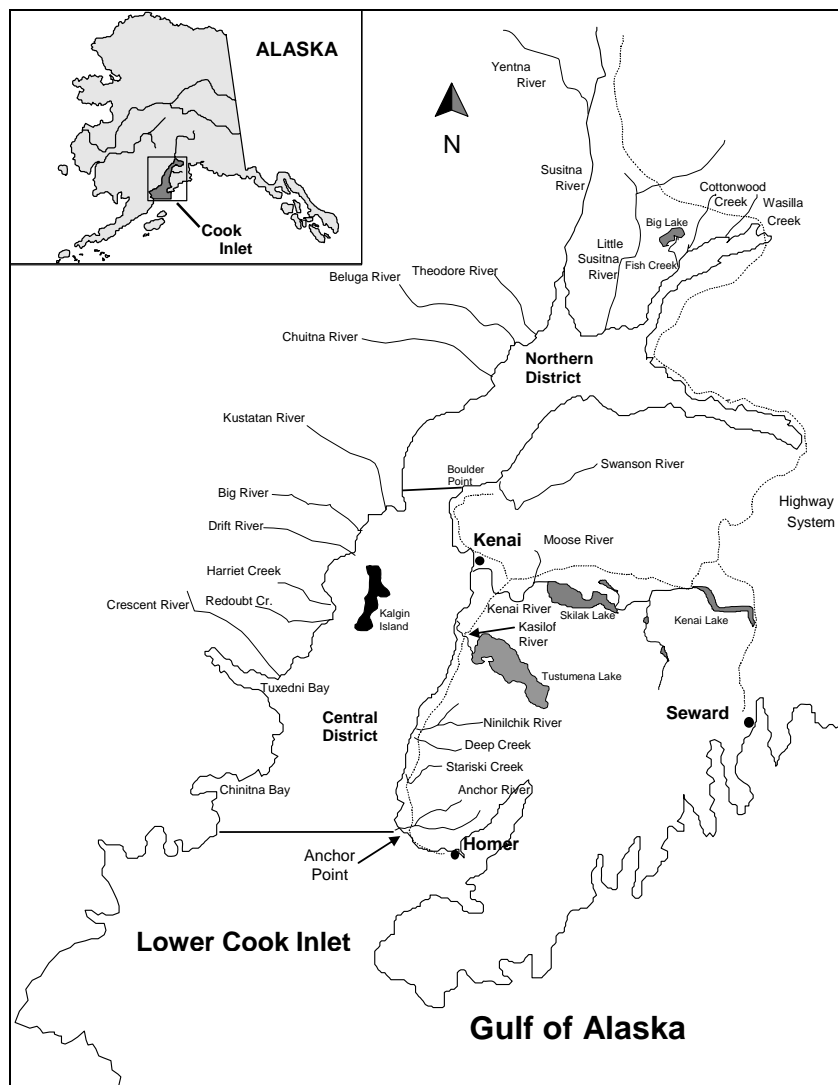 ALASKA
Cook
Inlet
N
Yentna
River
Susitna
River
Cottonwood
Creek
Wasilla
Creek
Big Lake
Little
Susitna
River
Fish Creek
Theodore River
Beluga River
Chuitna River
Northern
District
Kustatan River
Boulder
Point
Swanson River
Big River
Highway
System
Drift River
Kenai
Moose River
Harriet Creek
Crescent River
Redoubt Cr.
Kalgin
Island
Kenai River
Skilak Lake
Kenai Lake
Kasilof
River
Tustumena Lake
Tuxedni Bay
Central
District
Seward
Ninilchik River
Deep Creek
Stariski Creek
Chinitna Bay
Anchor River
Anchor
Point
Homer
Lower Cook Inlet
Gulf of Alaska